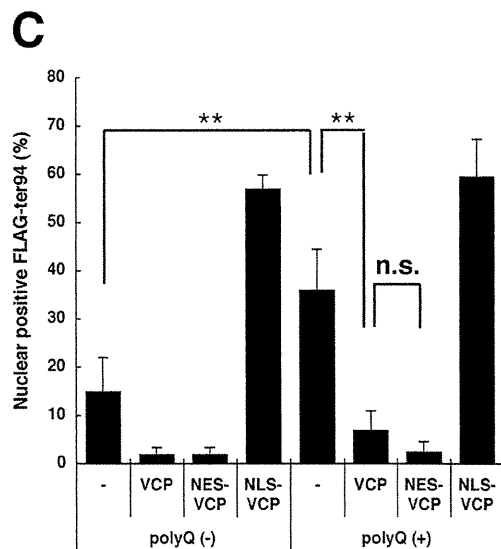 C
Nuclear positive FLAG-ter94 (%)
80
70
60
50
40
30
20
10
0
**
**
n.s.
- VCP NES-VCP NLS-VCP - VCP NES-VCP NLS-VCP
polyQ (-) polyQ (+)